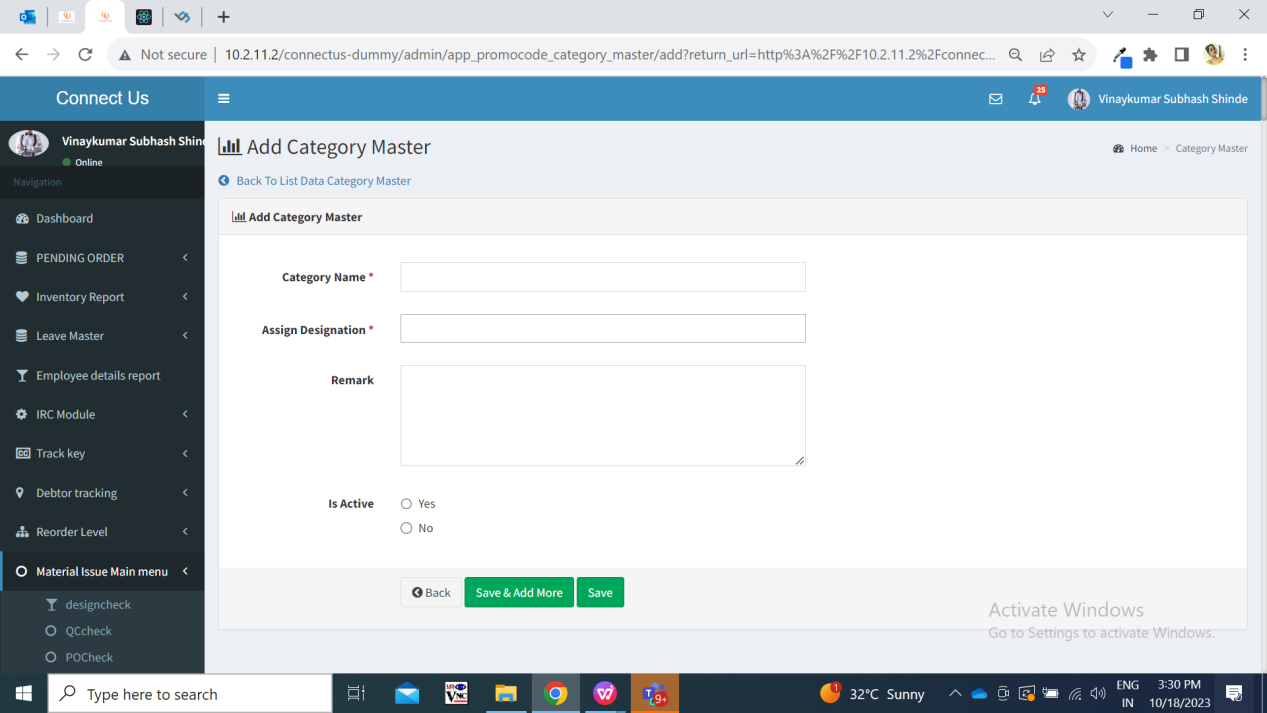 Not secure | 10.2.11.2/connectus-dummy/admin/app_promocode_category_master/add?return_url=http%3A%2F%2F10.2.11.2%2Fconnec...
Connect Us
25
Vinaykumar Subhash Shinde
Vinaykumar Subhash Shin
Online
Navigation
Dashboard
PENDING ORDER
Inventory Report
Leave Master
Employee details report
IRC Module
CC Track key
Debtor tracking
Reorder Level
Material Issue Main menu
designcheck
QCcheck
POCheck
Add Category Master
Home > Category Master
Back To List Data Category Master
Add Category Master
Category Name *
Assign Designation *
Remark
Is Active
Yes
No
Back
Save & Add More
Save
Activate Windows
Go to Settings to activate Windows.
Type here to search
VNC
W
T 9+
1
32°C Sunny
ENG
IN
3:30 PM
10/18/2023